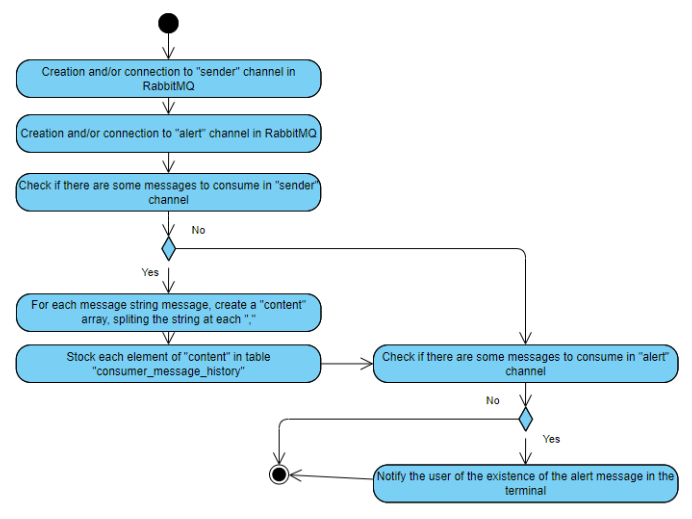 Creation and/or connection to "sender" channel in
RabbitMQ
Creation and/or connection to "alert" channel in RabbitMQ
Check if there are some messages to consume in "sender"
channel
No
Yes
For each message string message, create a "content"
array, spliting the string at each ","
Stock each element of "content" in table
"consumer_message_history"
Check if there are some messages to consume in "alert"
channel
No
Yes
Notify the user of the existence of the alert message in the
terminal